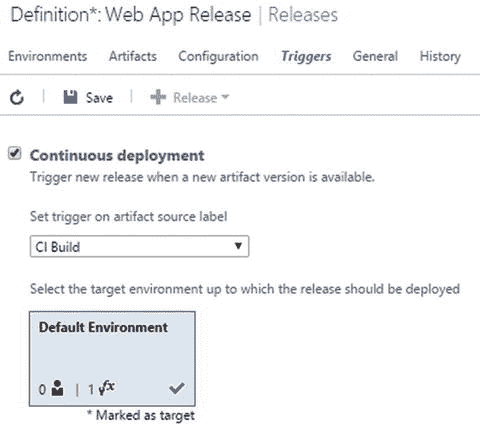 Definition*: Web App Release | Releases
Environments Artifacts Configuration Triggers General History
Save Release
Continuous deployment
Trigger new release when a new artifact version is available.
Set trigger on artifact source label
CI Build
Select the target environment up to which the release should be deployed
Default Environment
0 | 1 fx
* Marked as target